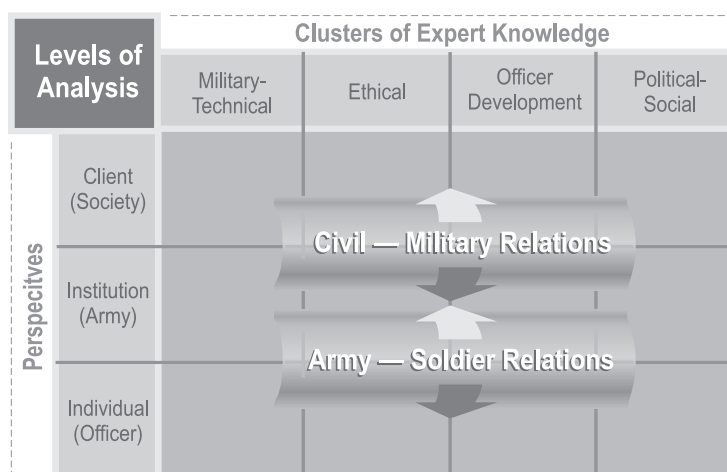 Clusters of Expert Knowledge
Levels of
Analysis
Military-
Technical
Ethical
Officer
Development
Political-
Social
Perspecitves
Client
(Society)
Institution
(Army)
Individual
(Officer)
Civil — Military Relations
Army — Soldier Relations